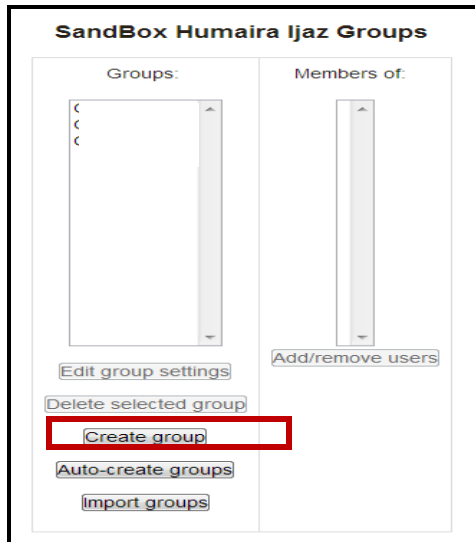 SandBox Humaira Ijaz Groups
Groups:
Members of:
Edit group settings
Add/remove users
Delete selected group
Create group
Auto-create groups
Import groups